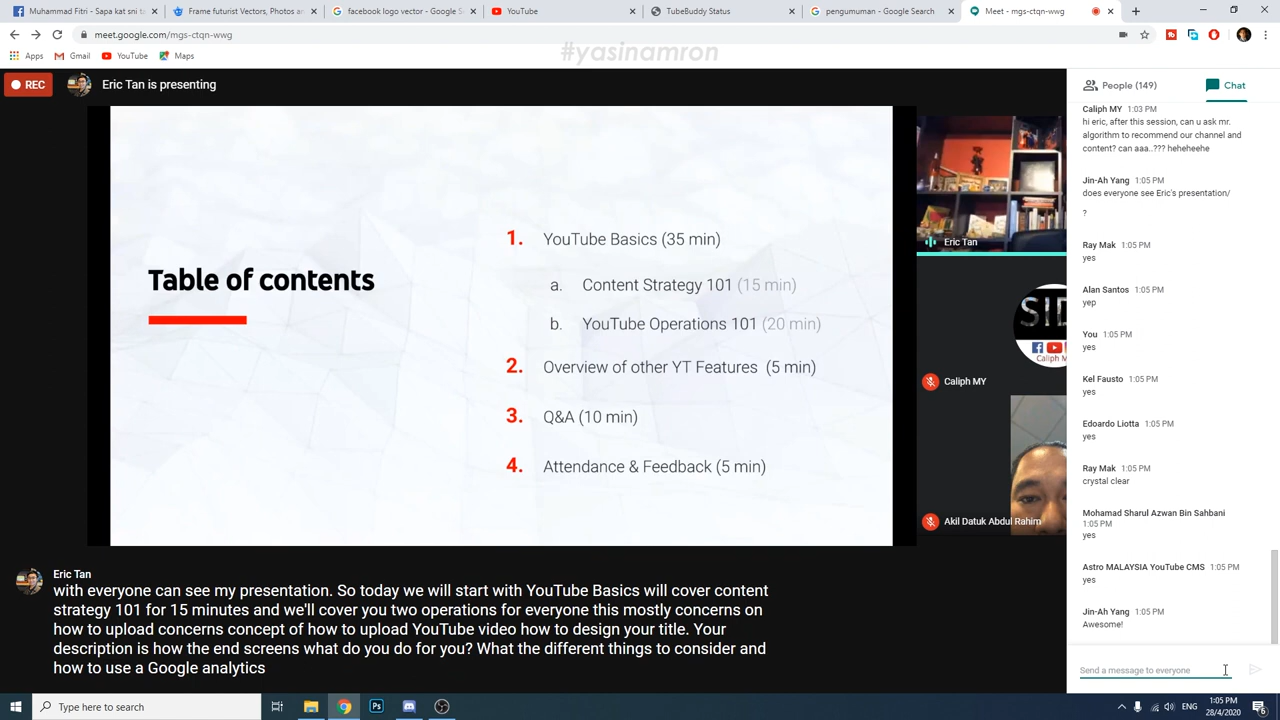 Muhammad Fitri - Sap kat sni ta
Frame futurist Vectors, Photos an
facebook logo vector - Google S
YouTube
TubeBuddy Status
pengumuman - Google Search
Meet - mgs-ctqn-wwg
meet.google.com/mgs-ctqn-wwg
Apps
Gmail
YouTube
Maps
#yasinamron
REC
Eric Tan is presenting
People (149)
Chat
Table of contents
1. YouTube Basics (35 min)
a. Content Strategy 101 (15 min)
b. YouTube Operations 101 (20 min)
2. Overview of other YT Features (5 min)
3. Q&A (10 min)
4. Attendance & Feedback (5 min)
Eric Tan
Caliph M
Caliph MY
Akil Datuk Abdul Rahim
Caliph MY 1:03 PM
hi eric, after this session, can u ask mr.
algorithm to recommend our channel and
content? can aaa..??? heheheehe
Jin-Ah Yang 1:05 PM
does everyone see Eric's presentation/
?
Ray Mak 1:05 PM
yes
Alan Santos 1:05 PM
yep
You 1:05 PM
yes
Kel Fausto 1:05 PM
yes
Edoardo Liotta 1:05 PM
yes
Ray Mak 1:05 PM
crystal clear
Mohamad Sharul Azwan Bin Sahbani
1:05 PM
yes
Astro MALAYSIA YouTube CMS 1:05 PM
yes
Jin-Ah Yang 1:05 PM
Awesome!
Send a message to everyone
Eric Tan
with everyone can see my presentation. So today we will start with YouTube Basics will cover content
strategy 101 for 15 minutes and we'll cover you two operations for everyone this mostly concerns on
how to upload concerns concept of how to upload YouTube video how to design your title. Your
description is how the end screens what do you do for you? What the different things to consider and
how to use a Google analytics
Type here to search
Ps
ENG
1:05 PM
28/4/2020
6